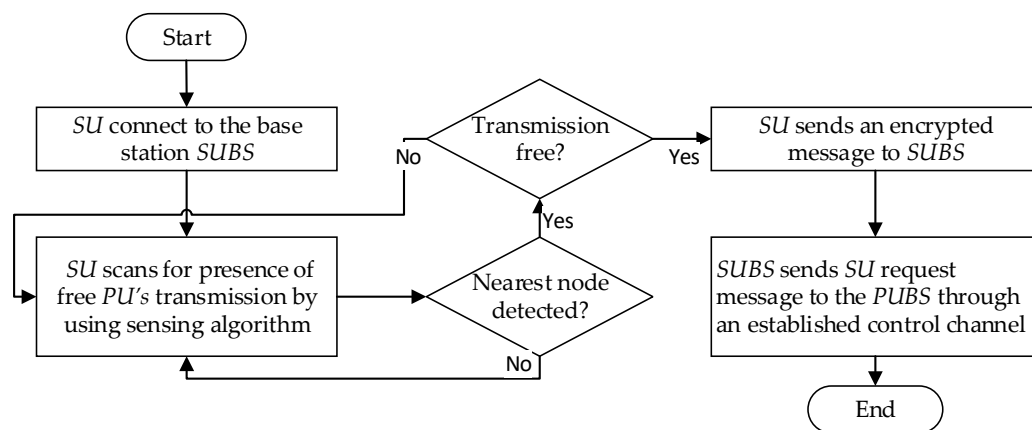 Start
SU connect to the base
station SUBS
SU scans for presence of
free PU's transmission by
using sensing algorithm
Nearest node
detected?
No
Yes
Transmission
free?
No
Yes
SU sends an encrypted
message to SUBS
SUBS sends SU request
message to the PUBS through
an established control channel
End